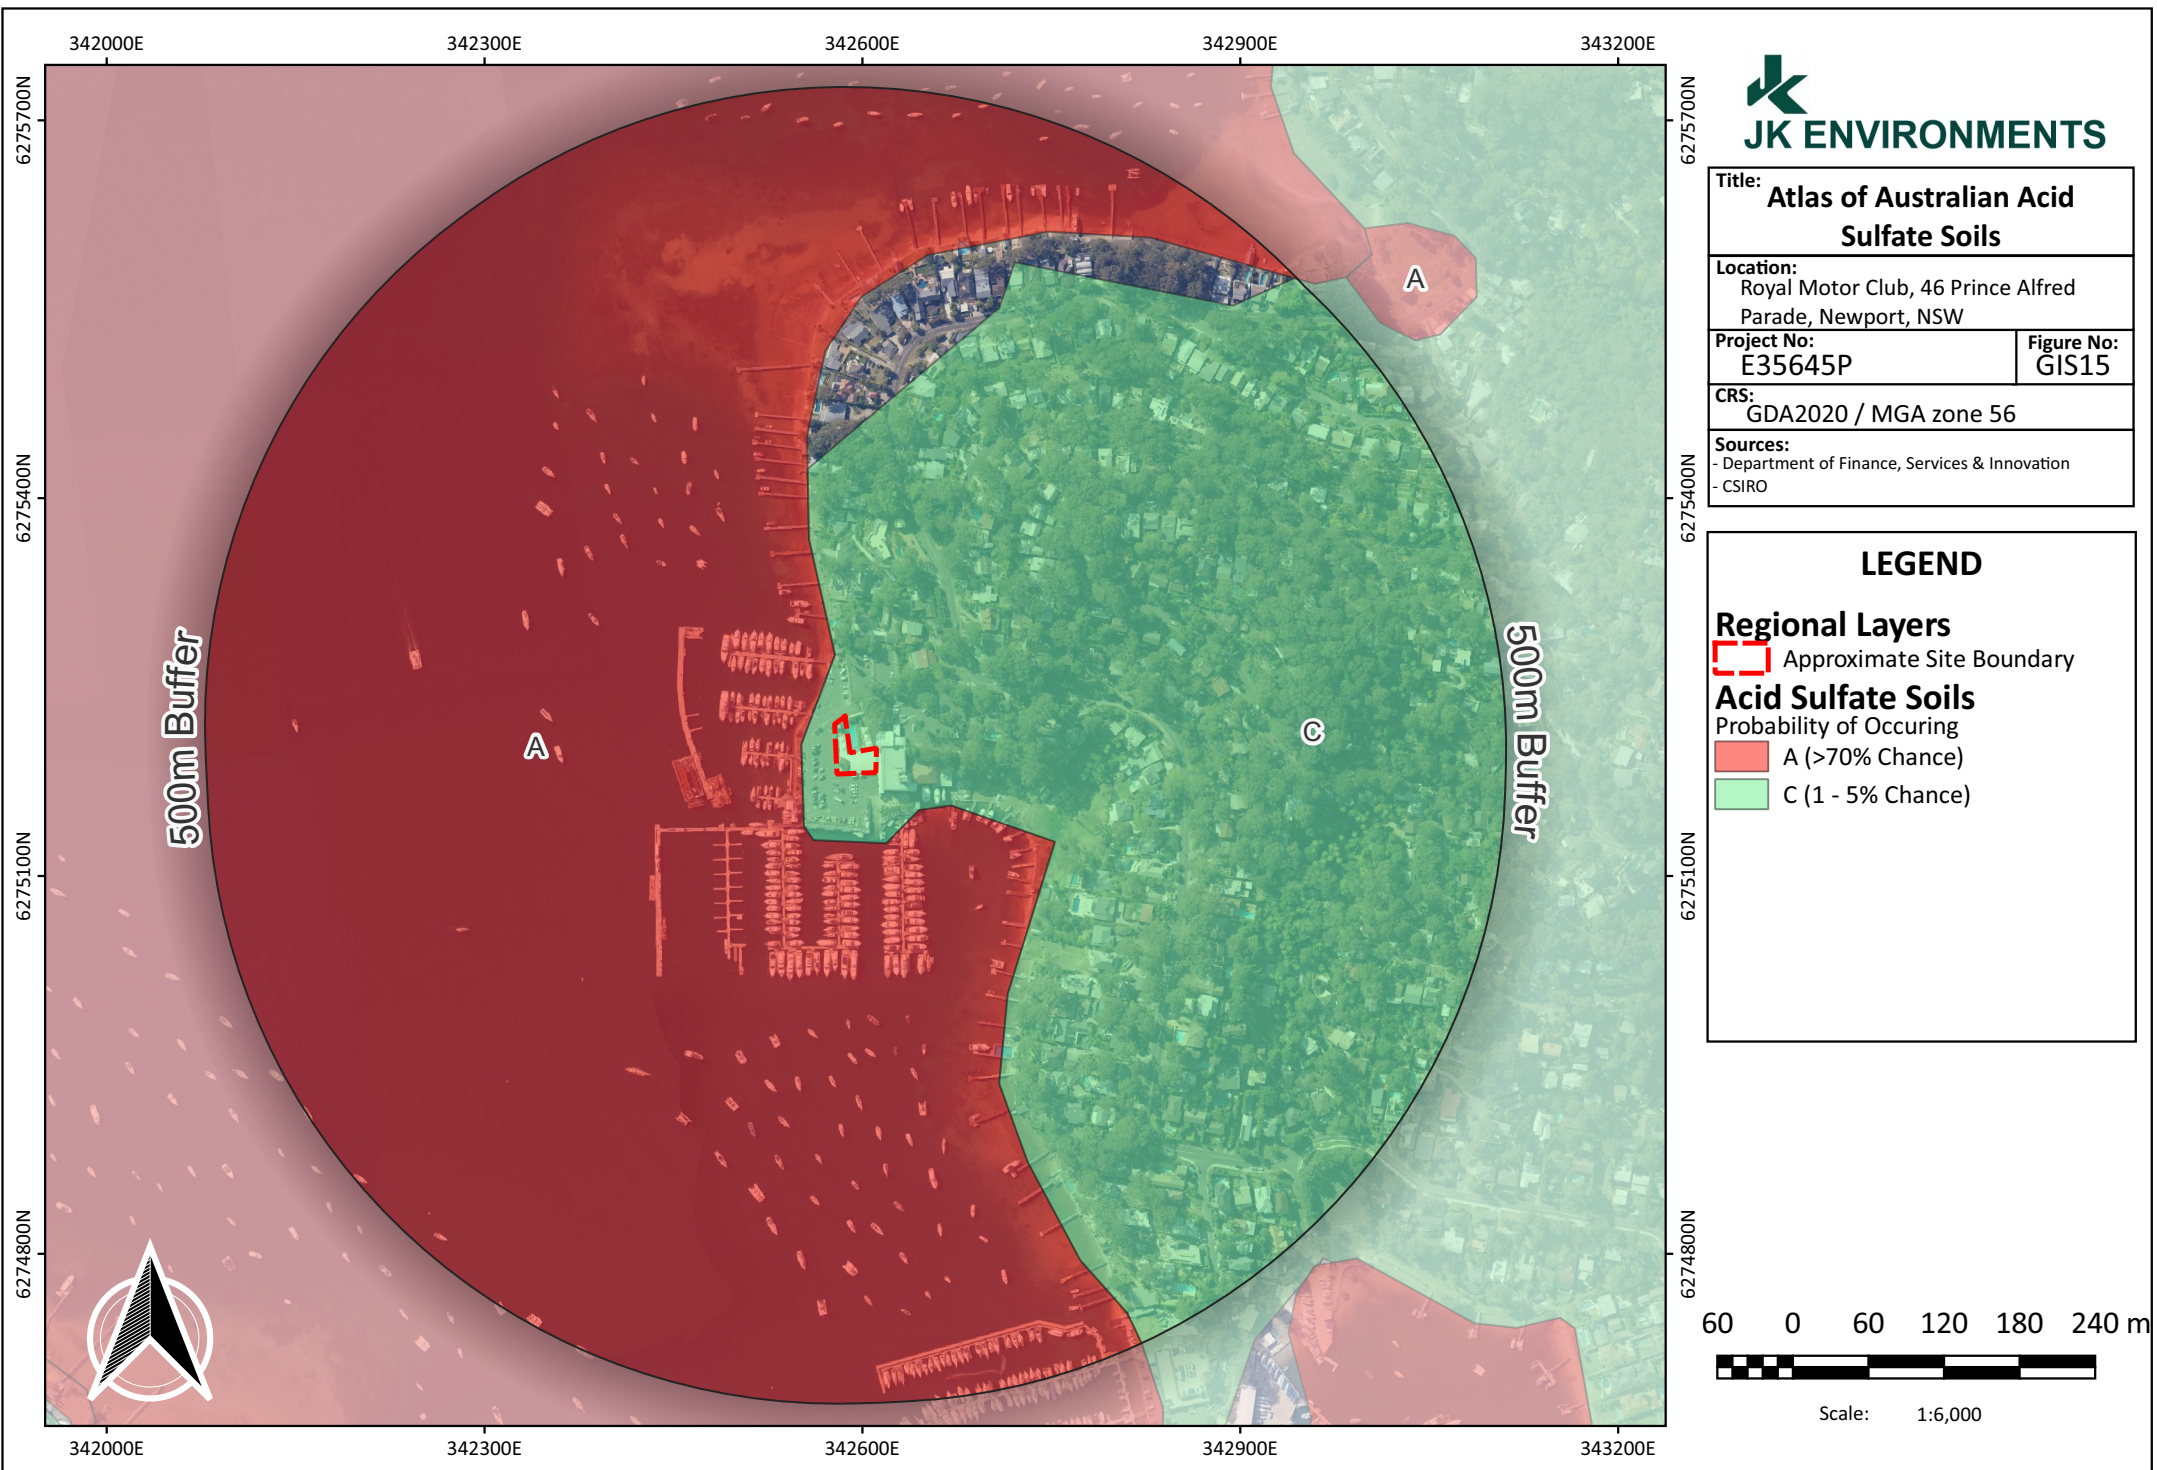 342000E 342300E 342600E 342900E 343200E
6275700N
6275400N
6275100N
6274800N
500m Buffer
A
C
A
500m Buffer
6275700N
6275400N
6275100N
6274800N
342000E 342300E 342600E 342900E 343200E
JK ENVIRONMENTS
Title:
Atlas of Australian Acid
Sulfate Soils
Location:
Royal Motor Club, 46 Prince Alfred
Parade, Newport, NSW
Project No:
E35645P
Figure No:
GIS15
CRS:
GDA2020 / MGA zone 56
Sources:
- Department of Finance, Services & Innovation
- CSIRO
LEGEND
Regional Layers
Approximate Site Boundary
Acid Sulfate Soils
Probability of Occuring
A (>70% Chance)
C (1 - 5% Chance)
60 0 60 120 180 240 m
Scale: 1:6,000